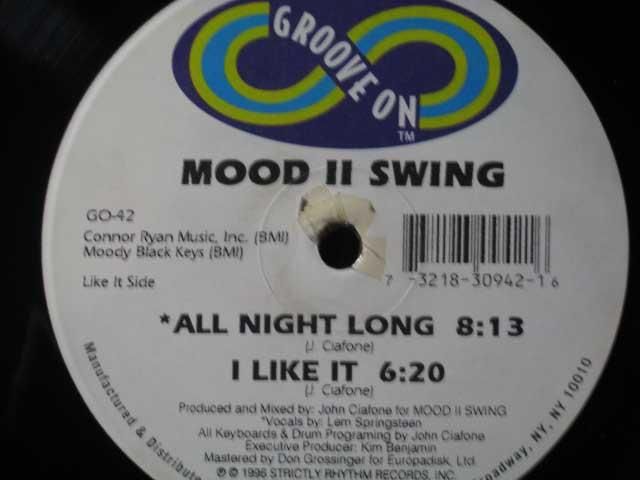 GROOVE ON
TM
MOOD II SWING
GO-42
Connor Ryan Music, Inc. (BMI)
Moody Black Keys (BMI)
Like It Side
7 -3218-30942-1 6
*ALL NIGHT LONG 8:13
(J. Ciafone)
I LIKE IT 6:20
(J. Ciafone)
Produced and Mixed by: John Ciafone for MOOD II SWING
*Vocals by: Lem Springsteen
All Keyboards & Drum Programing by John Ciafone
Executive Producer: Kim Benjamin
Mastered by Don Grossinger for Europadisk, Ltd.
℗ © 1996 STRICTLY RHYTHM RECORDS, INC.
Manufactured & Distribute
oadway, NY, NY 10010